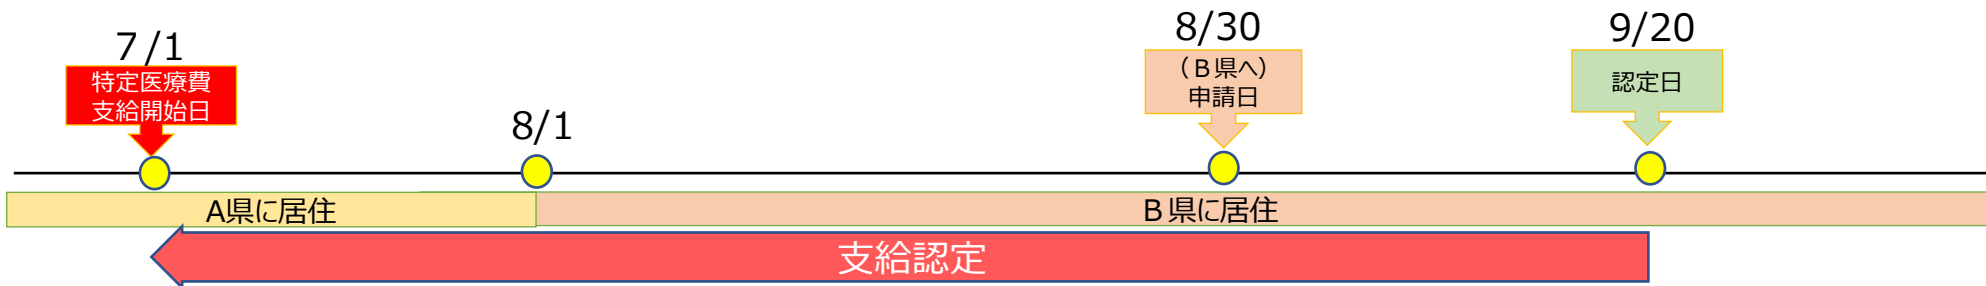 7/1
特定医療費
支給開始日
8/1
8/30
（B県へ）
申請日
9/20
認定日
A県に居住
B県に居住
支給認定